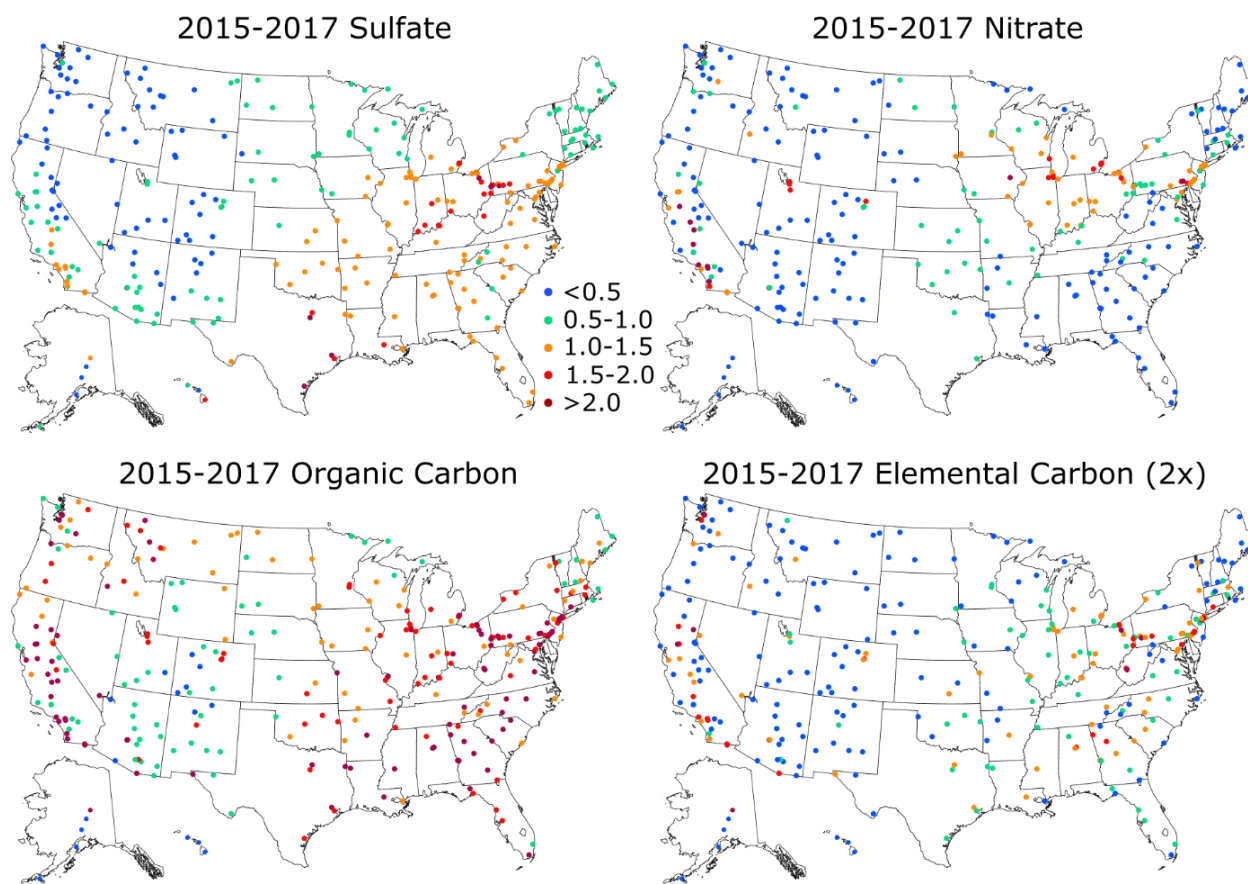 2015-2017 Sulfate
2015-2017 Nitrate
<0.5
0.5-1.0
1.0-1.5
1.5-2.0
>2.0
2015-2017 Organic Carbon
2015-2017 Elemental Carbon (2x)